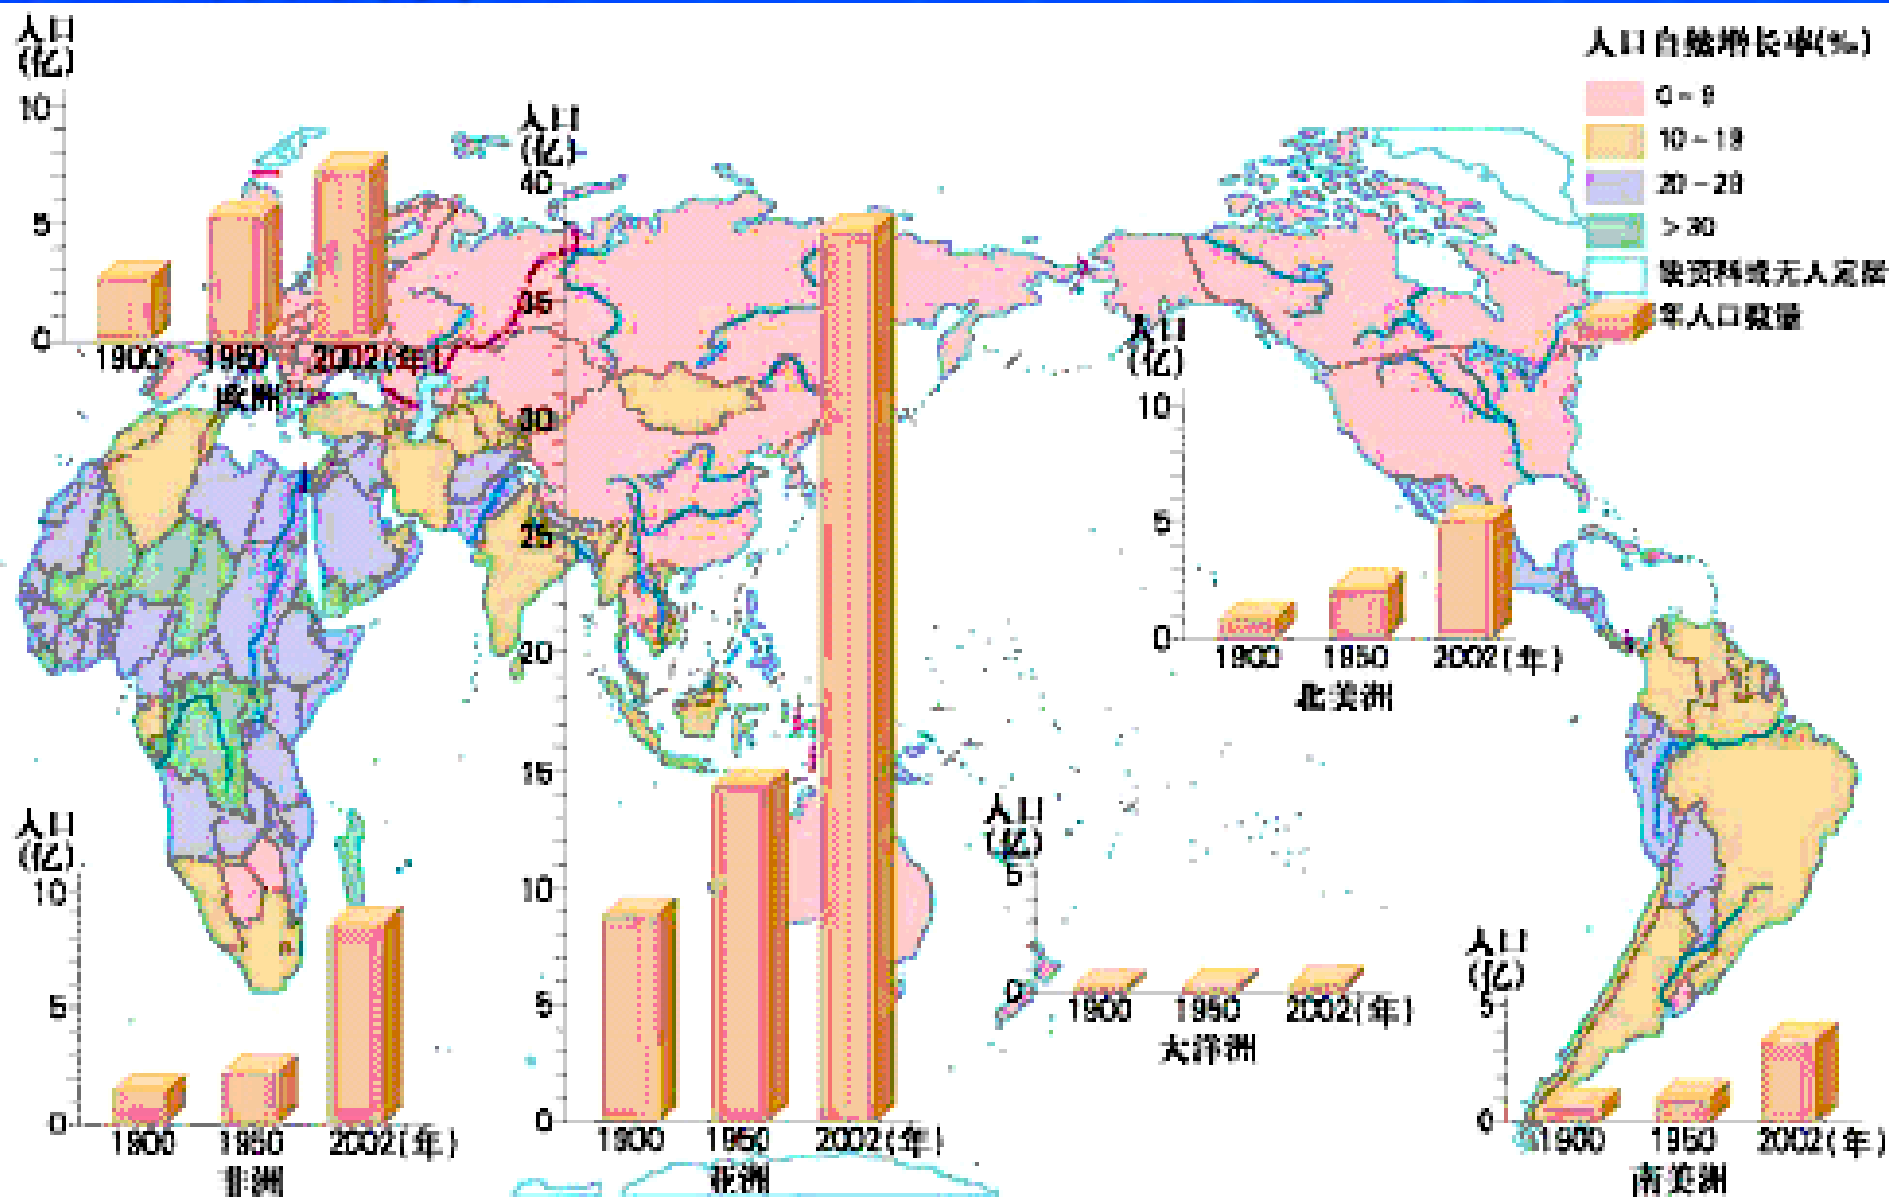 人口自然增长率(‰)
0-9
10-19
20-29
>30
缺资料或无人定居
年人口数量
人口
(亿)
10
5
0
1900
1950
2002(年)
欧洲
人口
(亿)
40
35
30
25
20
15
10
5
0
1900
1950
2002(年)
亚洲
人口
(亿)
10
5
0
1900
1950
2002(年)
北美洲
人口
(亿)
10
5
0
1900
1950
2002(年)
非洲
人口
(亿)
5
0
1900
1950
2002(年)
大洋洲
人口
(亿)
5
0
1900
1950
2002(年)
南美洲